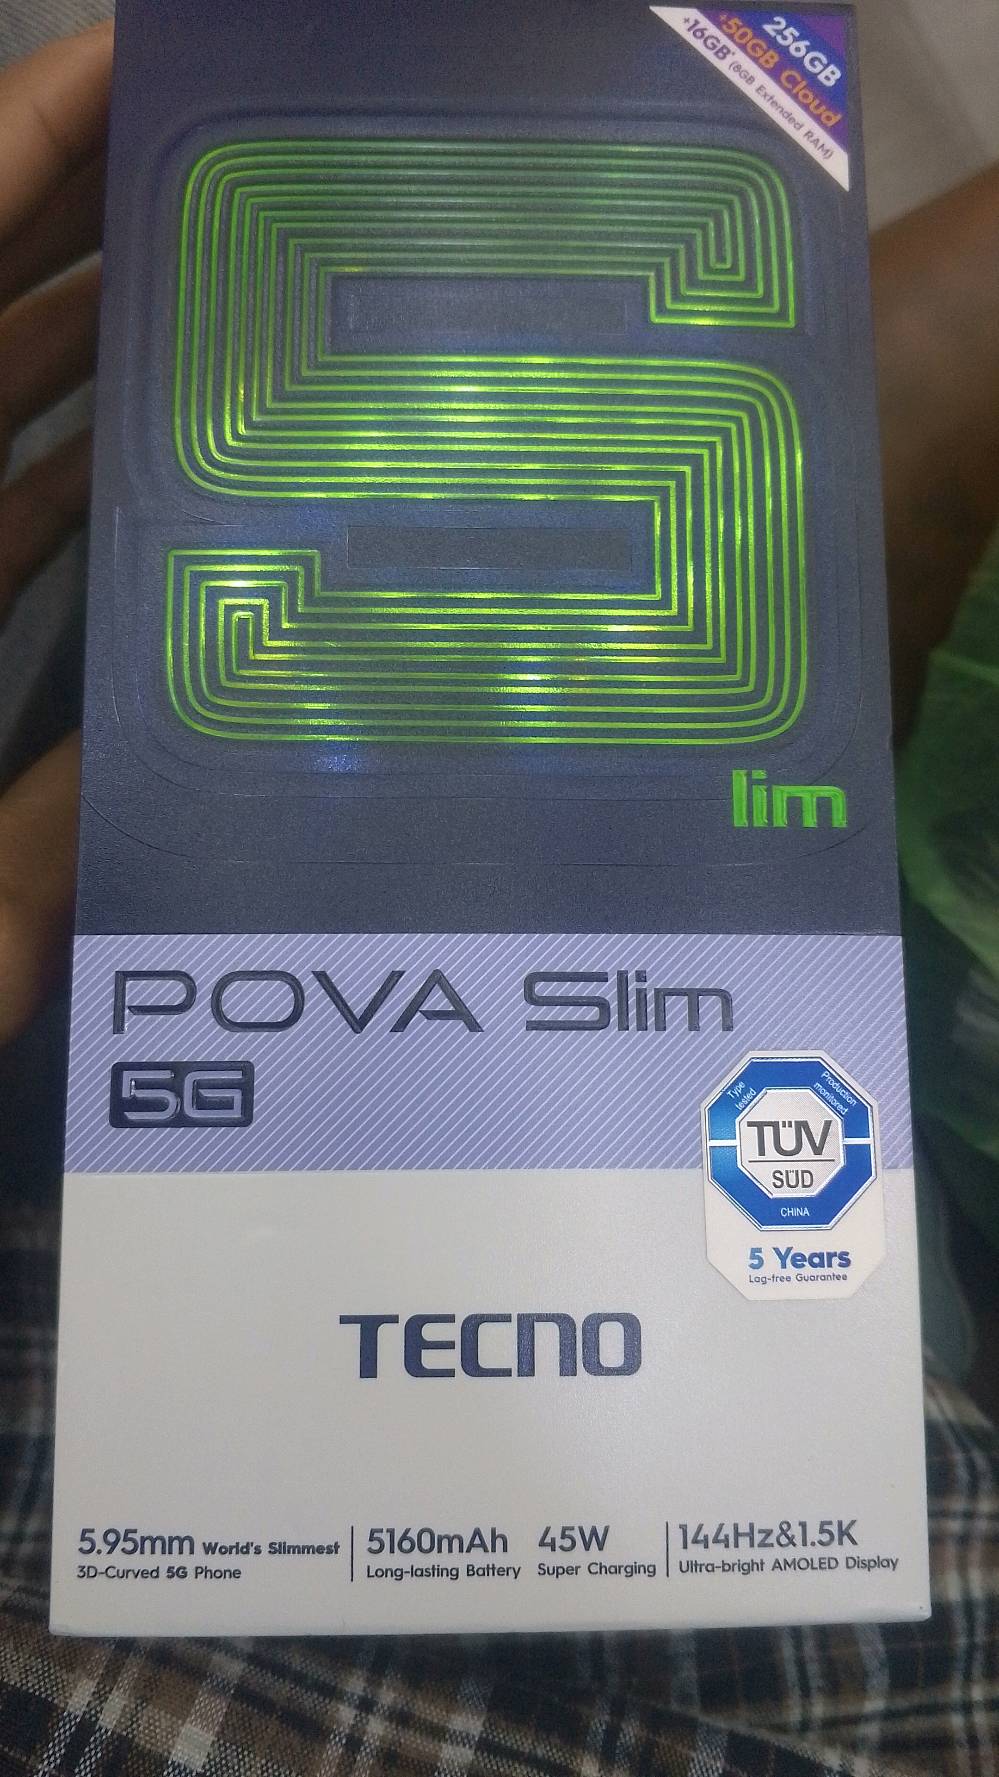 256GB
+50GB Cloud
+16GB* (8GB Extended RAM)
lim
POVA Slim
5G
Type tested
Production monitored
TÜV
SÜD
CHINA
5 Years
Lag-free Guarantee
TECNO
5.95mm World's Slimmest
3D-Curved 5G Phone
5160mAh
Long-lasting Battery
45W
Super Charging
144Hz&1.5K
Ultra-bright AMOLED Display